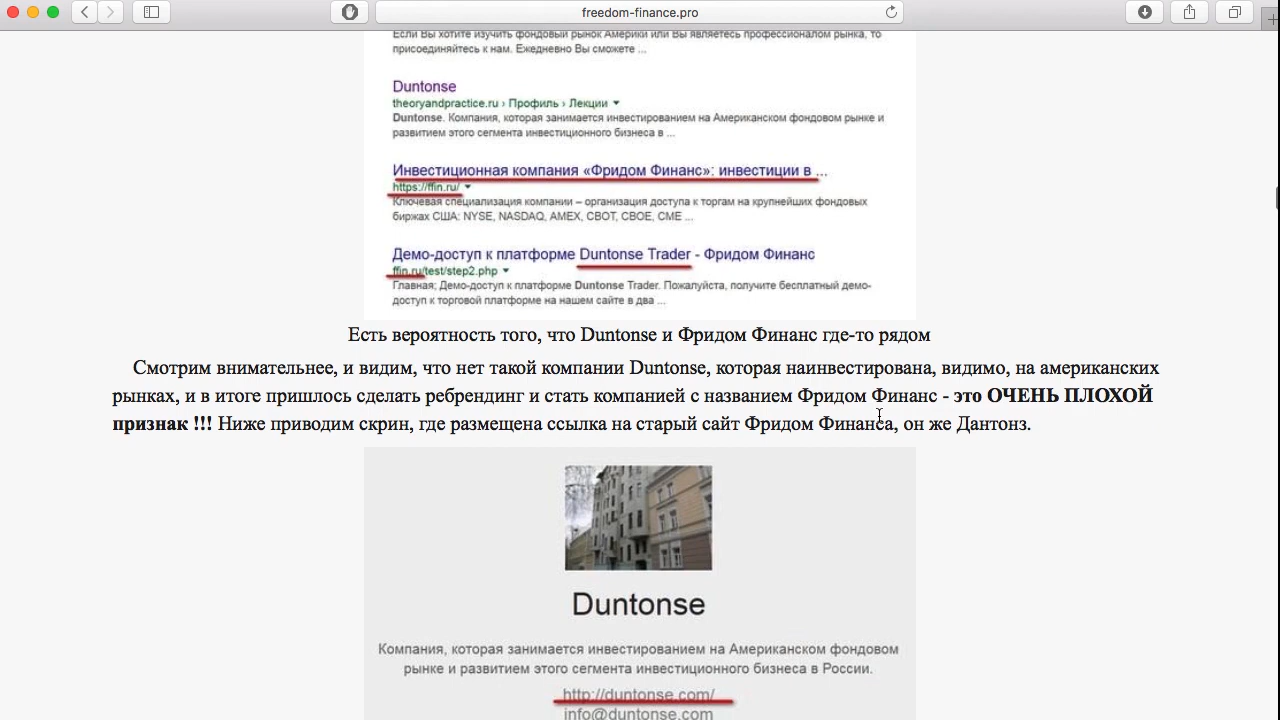 freedom-finance.pro
Если Вы хотите изучить фондовый рынок Америки или Вы являетесь профессионалом рынка, то
присоединяйтесь к нам. Ежедневно Вы сможете ...
Duntonse
theoryandpractice.ru › Профиль › Лекции
Duntonse. Компания, которая занимается инвестированием на Американском фондовом рынке и
развитием этого сегмента инвестиционного бизнеса в ...
Инвестиционная компания «Фридом Финанс»: инвестиции в ...
https://ffin.ru/
Ключевая специализация компании – организация доступа к торгам на крупнейших фондовых
биржах США: NYSE, NASDAQ, AMEX, CBOT, CBOE, CME ...
Демо-доступ к платформе Duntonse Trader - Фридом Финанс
ffin.ru/test/step2.php
Главная; Демо-доступ к платформе Duntonse Trader. Пожалуйста, получите бесплатный демо-
доступ к торговой платформе на нашем сайте в два ...
Есть вероятность того, что Duntonse и Фридом Финанс где-то рядом
Смотрим внимательнее, и видим, что нет такой компании Duntonse, которая наинвестирована, видимо, на американских
рынках, и в итоге пришлось сделать ребрендинг и стать компанией с названием Фридом Финанс - это ОЧЕНЬ ПЛОХОЙ
признак !!! Ниже приводим скрин, где размещена ссылка на старый сайт Фридом Финанса, он же Дантонз.
Duntonse
Компания, которая занимается инвестированием на Американском фондовом
рынке и развитием этого сегмента инвестиционного бизнеса в России.
http://duntonse.com/
info@duntonse.com